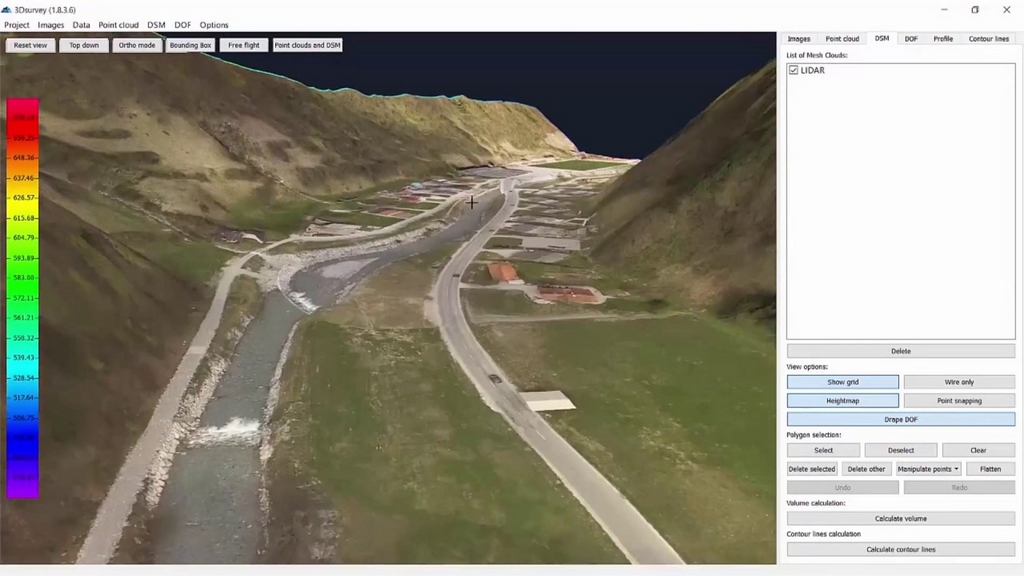 3Dsurvey (1.8.3.6)
Project Images Data Point cloud DSM DOF Options
Reset view Top down Ortho mode Bounding Box Free flight Point clouds and DSM
Images Point cloud DSM DOF Profile Contour lines
List of Mesh Clouds:
LIDAR
648.36
637.46
626.57
615.68
604.79
593.89
583.00
572.11
561.21
550.32
539.43
528.54
517.64
506.75
Delete
View options:
Show grid Wire only
Heightmap Point snapping
Drape DOF
Polygon selection:
Select Deselect Clear
Delete selected Delete other Manipulate points Flatten
Undo Redo
Volume calculation:
Calculate volume
Contour lines calculation
Calculate contour lines